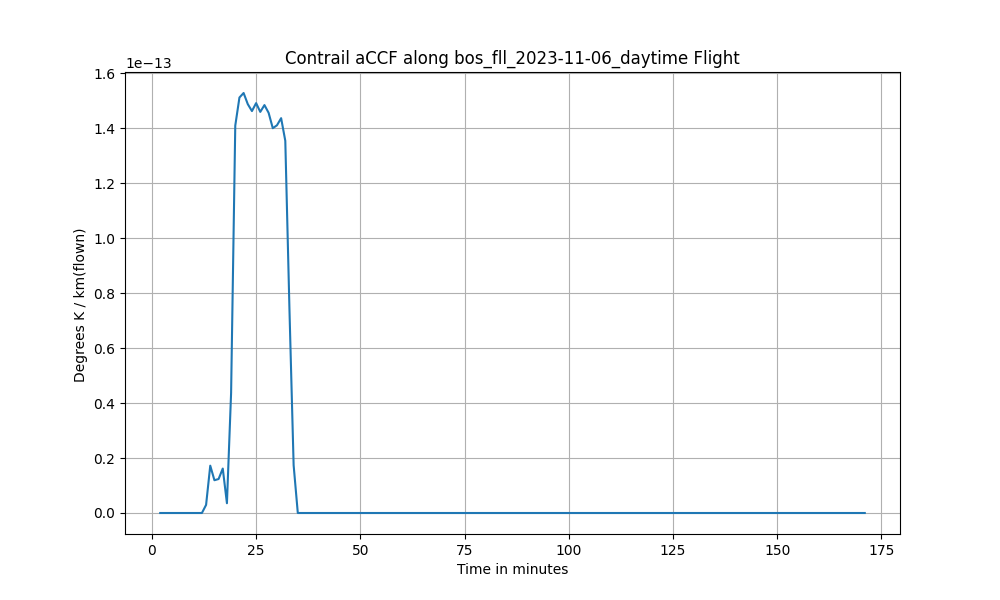 Contrail aCCF along bos_fll_2023-11-06_daytime Flight
1e−13
1.6
1.4
1.2
1.0
0.8
0.6
0.4
0.2
0.0
Degrees K / km(flown)
0 25 50 75 100 125 150 175
Time in minutes